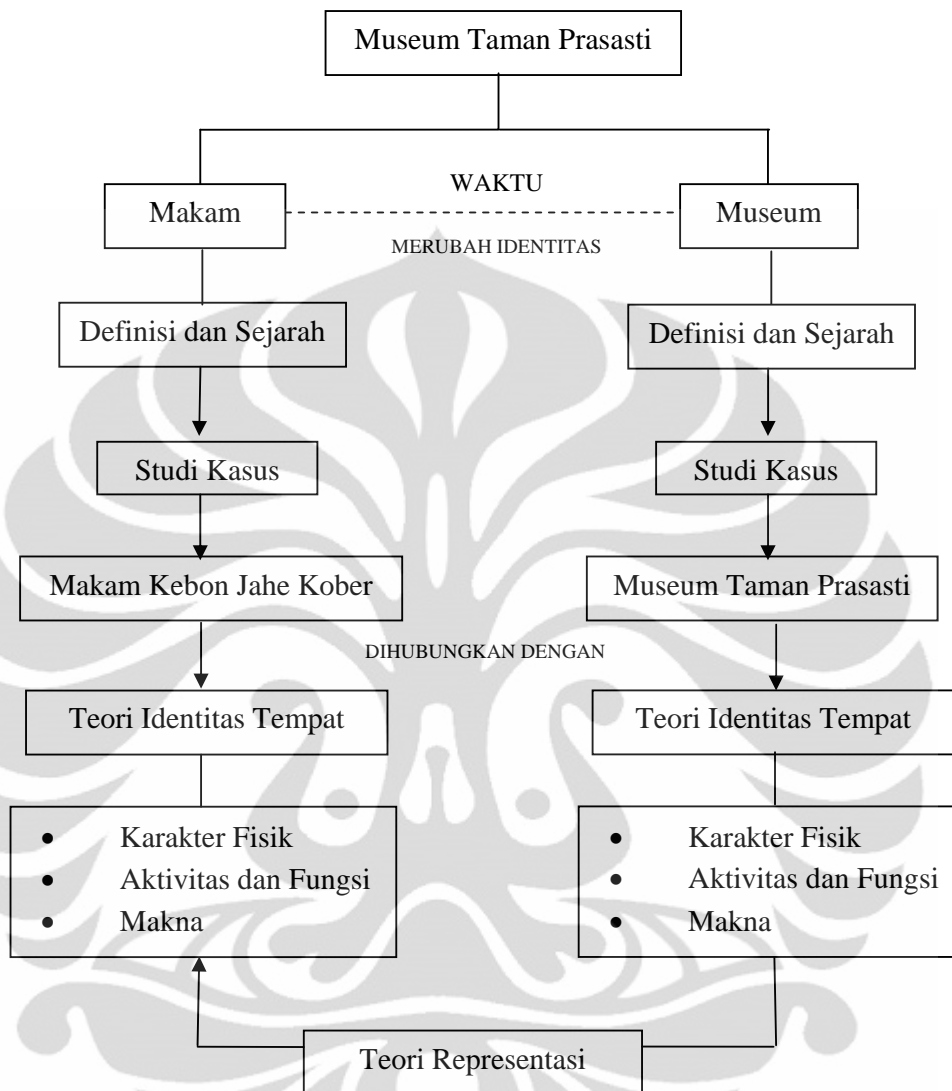 Museum Taman Prasasti
WAKTU
Makam
Museum
MERUBAH IDENTITAS
Definisi dan Sejarah
Definisi dan Sejarah
Studi Kasus
Studi Kasus
Makam Kebon Jahe Kober
Museum Taman Prasasti
DIHUBUNGKAN DENGAN
Teori Identitas Tempat
Teori Identitas Tempat
• Karakter Fisik
• Aktivitas dan Fungsi
• Makna
• Karakter Fisik
• Aktivitas dan Fungsi
• Makna
Teori Representasi